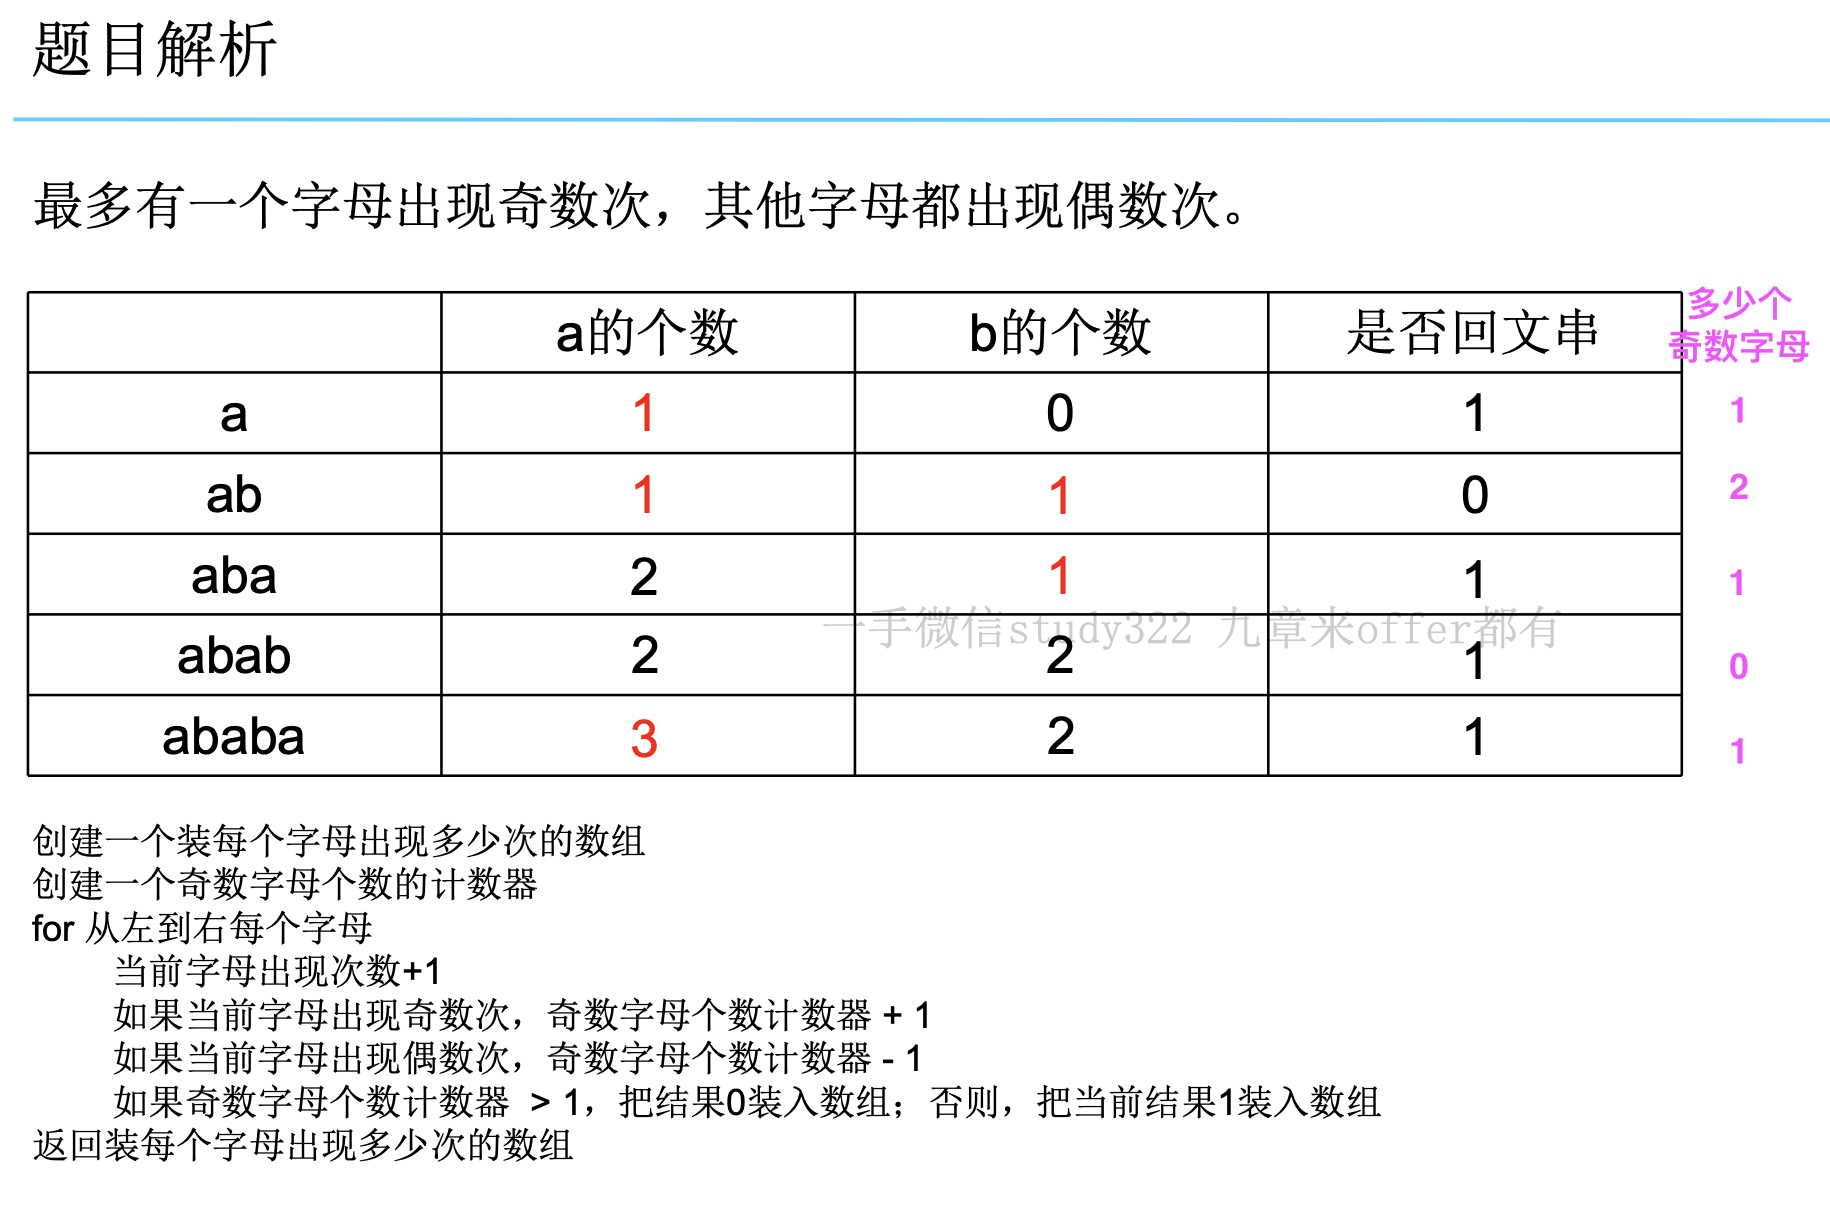 题目解析
最多有一个字母出现奇数次，其他字母都出现偶数次。
a的个数 b的个数 是否回文串 多少个
奇数字母
a 1 0 1 1
ab 1 1 0 2
aba 2 1 1 1
一手微信study322 九章来offer都有
abab 2 2 1 0
ababa 3 2 1 1
创建一个装每个字母出现多少次的数组
创建一个奇数字母个数的计数器
for 从左到右每个字母
当前字母出现次数+1
如果当前字母出现奇数次，奇数字母个数计数器 + 1
如果当前字母出现偶数次，奇数字母个数计数器 - 1
如果奇数字母个数计数器 > 1，把结果0装入数组；否则，把当前结果1装入数组
返回装每个字母出现多少次的数组